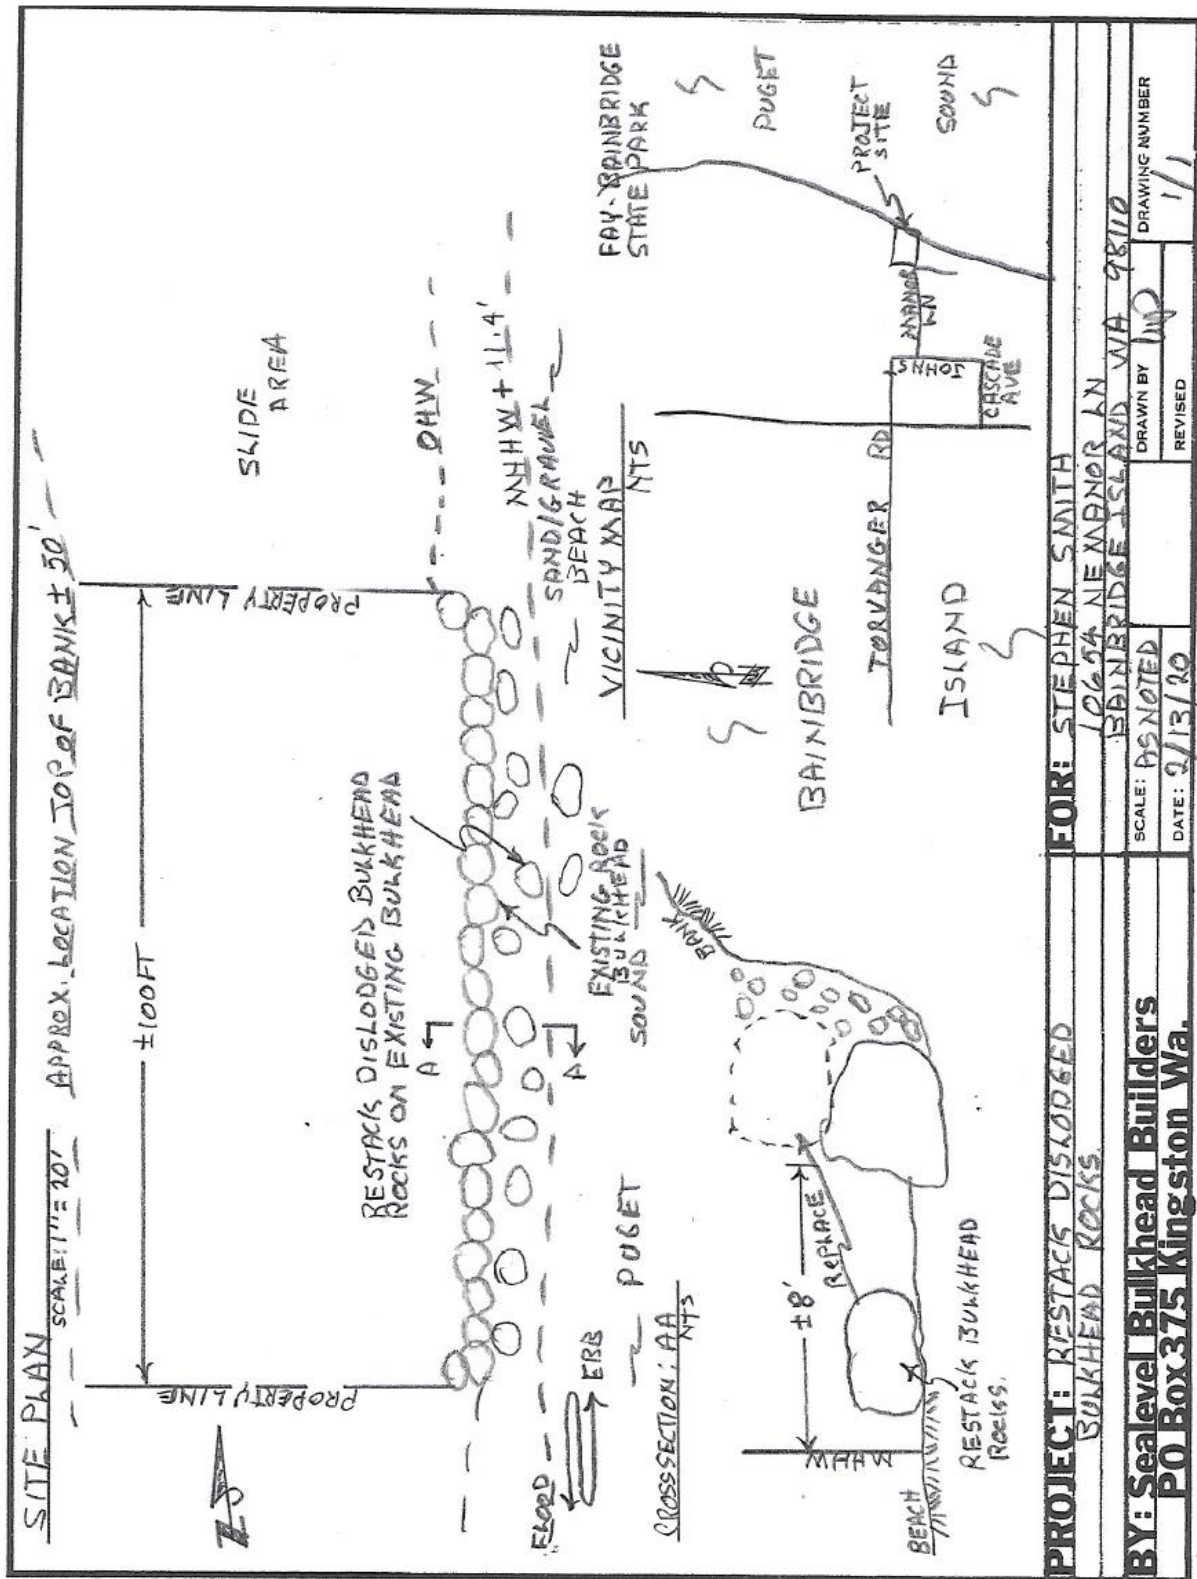 SITE PLAN
SCALE: 1" = 20'
APPROX. LOCATION TOP OF BANK ± 50'
±100FT
PROPERTY LINE
PROPERTY LINE
SLIDE
AREA
RESTACK DISLODGED BULKHEAD
ROCKS ON EXISTING BULKHEAD
A
A
OHW
MHHW + 11.4'
SAND/GRAVEL
BEACH
EXISTING ROCK
BULKHEAD
FLOOD
EBB
PUGET
SOUND
CROSSSECTION: AA
NTS
MHHW
±8'
REPLACE
BANK
BEACH
RESTACK BULKHEAD
ROCKS.
VICINITY MAP
NTS
FAY-BAINBRIDGE
STATE PARK
PUGET
SOUND
PROJECT
SITE
BAINBRIDGE
ISLAND
TORVANGER RD
MANOR
LN
LOHNS
CASCADE
AVE
PROJECT: RESTACK DISLODGED
BULKHEAD ROCKS.
BY: Sealevel Bulkhead Builders
PO Box 375 Kingston Wa.
FOR: STEPHEN SMITH
10654 NE MANOR LN
BAINBRIDGE ISLAND WA 98110
SCALE: AS NOTED
DRAWN BY
DRAWING NUMBER
DATE: 2/13/20
REVISED
1/1